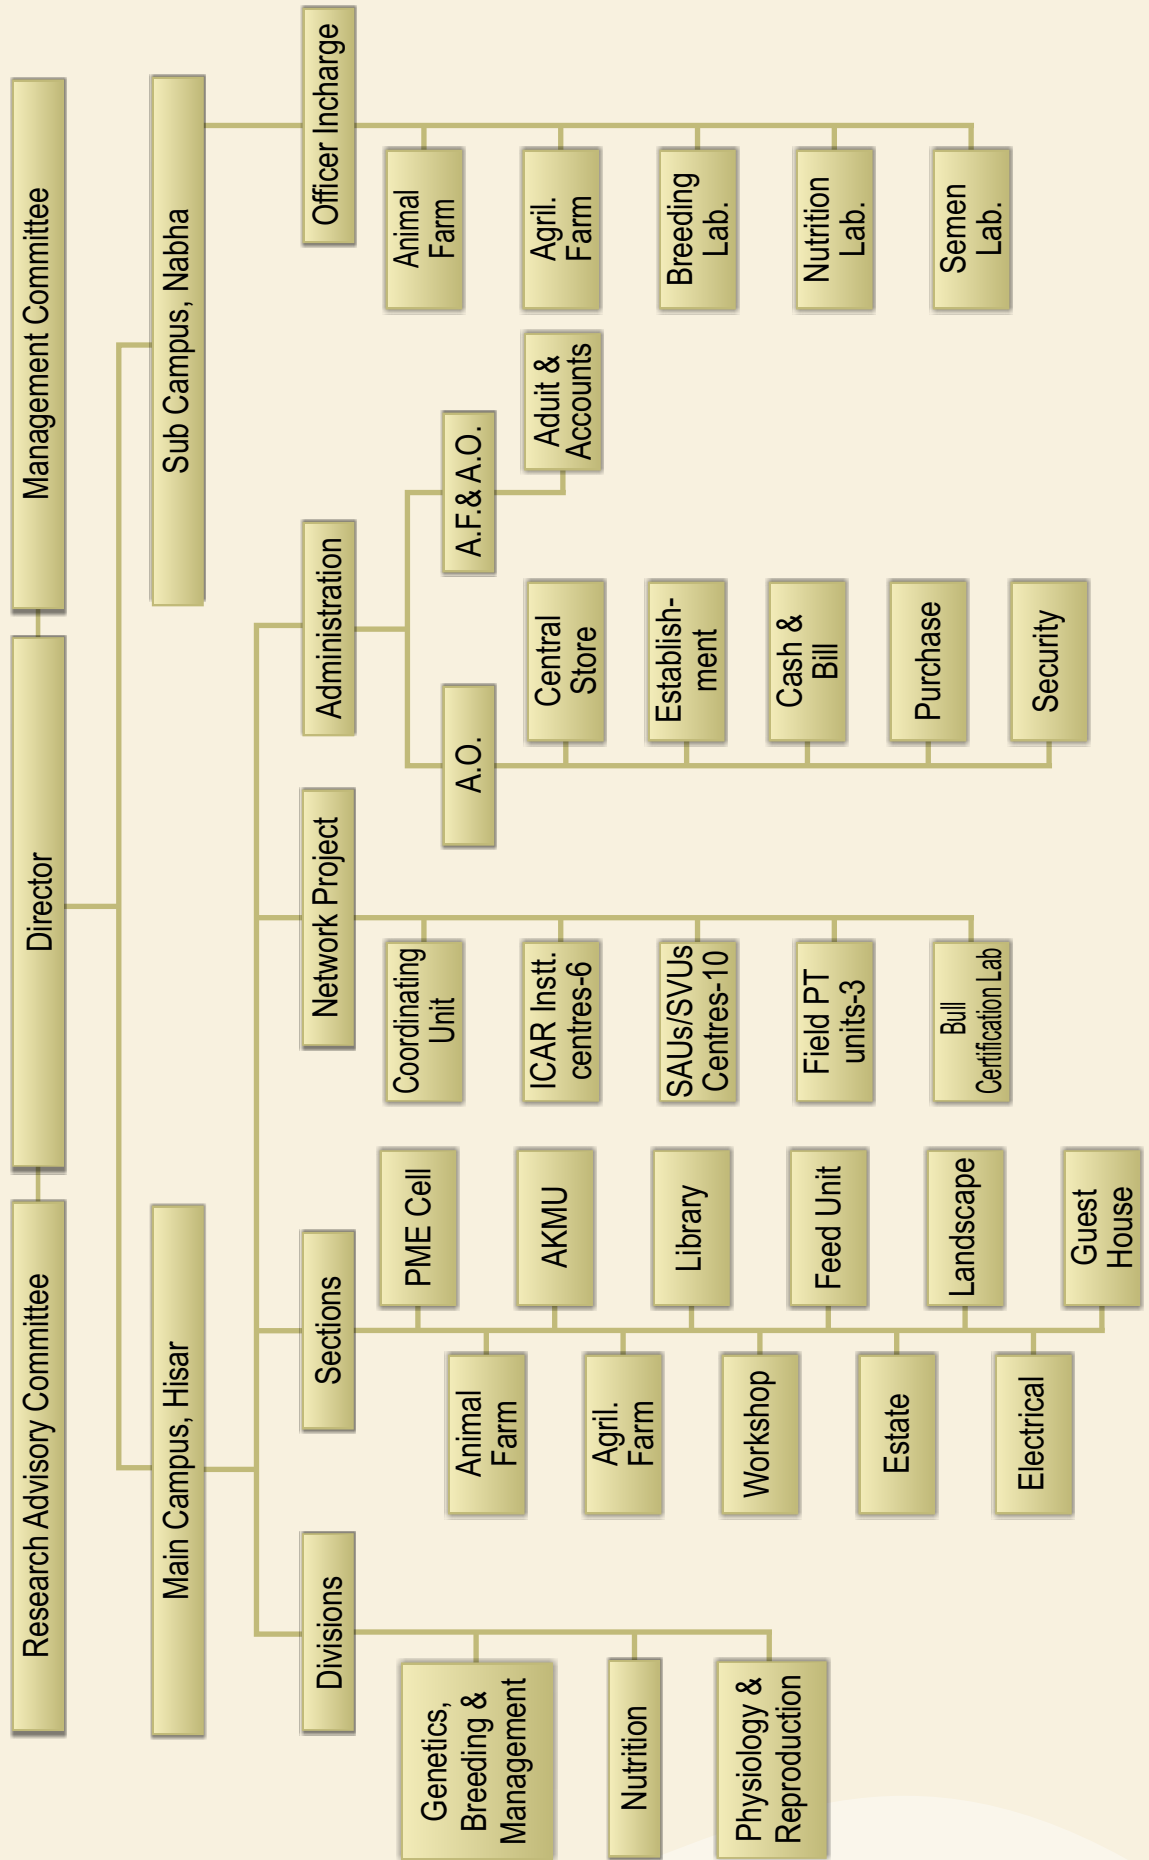 Research Advisory Committee
Director
Management Committee
Main Campus, Hisar
Sub Campus, Nabha
Divisions
Sections
Network Project
Administration
Officer Incharge
Genetics,
Breeding &
Management
Nutrition
Physiology &
Reproduction
PME Cell
Animal
Farm
AKMU
Agril.
Farm
Library
Workshop
Feed Unit
Estate
Landscape
Electrical
Guest
House
Coordinating
Unit
ICAR Instt.
centres-6
SAUs/SVUs
Centres-10
Field PT
units-3
Bull
Certification Lab
A.O.
A.F.& A.O.
Central
Store
Establish-
ment
Cash &
Bill
Purchase
Security
Aduit &
Accounts
Animal
Farm
Agril.
Farm
Breeding
Lab.
Nutrition
Lab.
Semen
Lab.